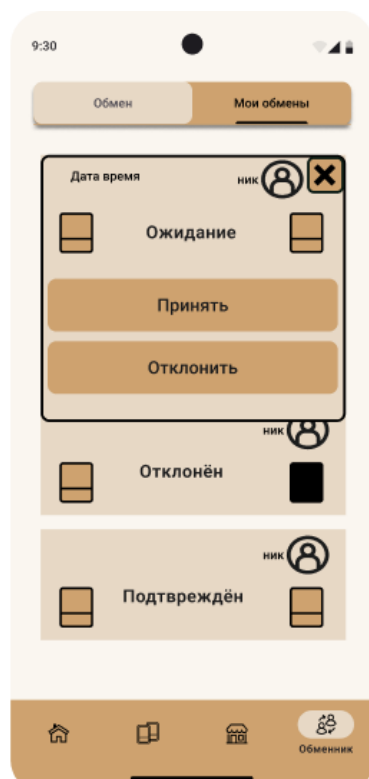 9:30
Обмен
Мои обмены
Дата время
ник
Ожидание
Принять
Отклонить
ник
Отклонён
ник
Подтвреждён
Обменник